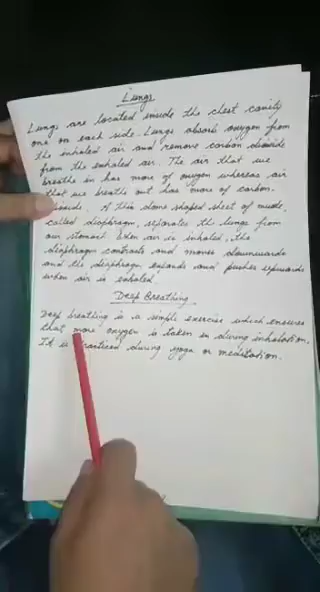 Lungs
Lungs are located inside the chest cavity
one on each side. Lungs absorb oxygen from
the inhaled air and remove carbon dioxide
from the exhaled air. The air that we
breathe in has more of oxygen whereas air
that we breathe out has more of carbon.
A dome shaped sheet of muscle,
called diaphragm, separates the lungs from
our stomach. When air is inhaled, the
diaphragm contracts and moves downwards
and the diaphragm expands and pushes upwards
when air is exhaled.
Deep Breathing
Deep breathing is a simple exercise which ensures
that more oxygen is taken in during inhalation.
It is practiced during yoga or meditation.